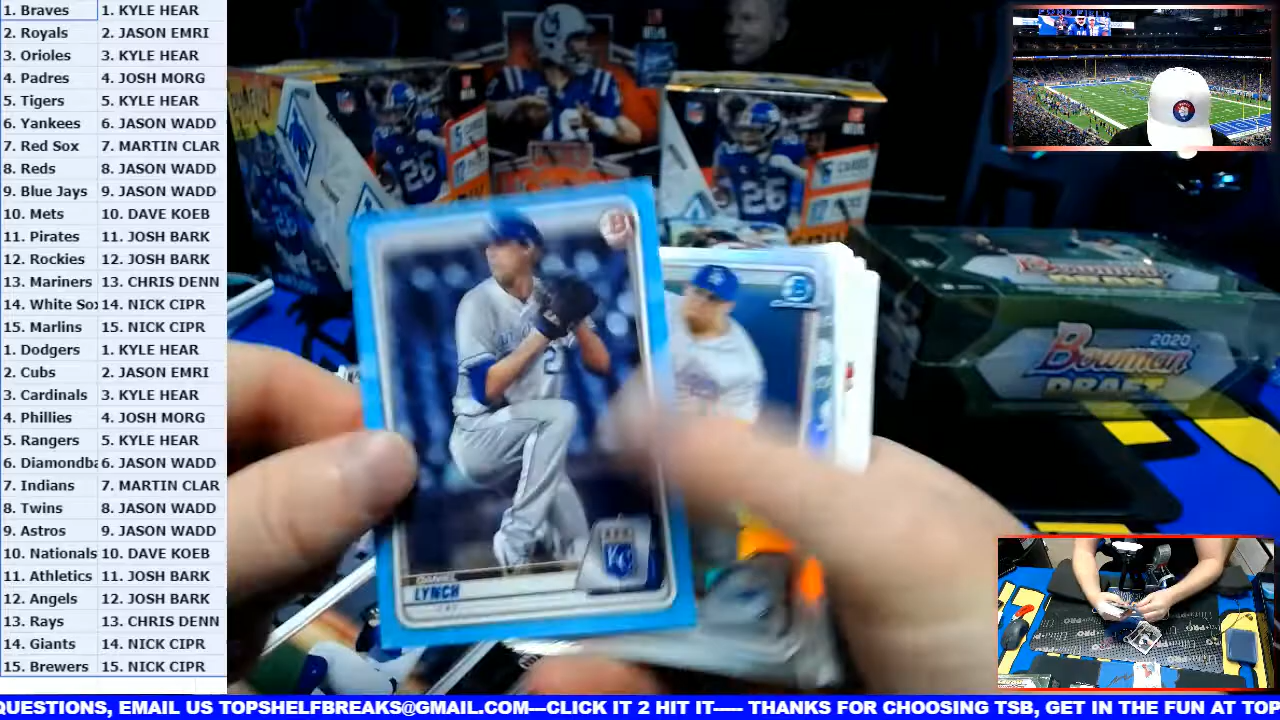 1. Braves 1. KYLE HEAR
2. Royals 2. JASON EMRI
3. Orioles 3. KYLE HEAR
4. Padres 4. JOSH MORG
5. Tigers 5. KYLE HEAR
6. Yankees 6. JASON WADD
7. Red Sox 7. MARTIN CLAR
8. Reds 8. JASON WADD
9. Blue Jays 9. JASON WADD
10. Mets 10. DAVE KOEB
11. Pirates 11. JOSH BARK
12. Rockies 12. JOSH BARK
13. Mariners 13. CHRIS DENN
14. White Sox 14. NICK CIPR
15. Marlins 15. NICK CIPR
1. Dodgers 1. KYLE HEAR
2. Cubs 2. JASON EMRI
3. Cardinals 3. KYLE HEAR
4. Phillies 4. JOSH MORG
5. Rangers 5. KYLE HEAR
6. Diamondba 6. JASON WADD
7. Indians 7. MARTIN CLAR
8. Twins 8. JASON WADD
9. Astros 9. JASON WADD
10. Nationals 10. DAVE KOEB
11. Athletics 11. JOSH BARK
12. Angels 12. JOSH BARK
13. Rays 13. CHRIS DENN
14. Giants 14. NICK CIPR
15. Brewers 15. NICK CIPR
FORD FIELD
26
26
B
B
2
DANIEL
LYNCH
KC
2020
Bowman
DRAFT
QUESTIONS, EMAIL US TOPSHELFBREAKS@GMAIL.COM---CLICK IT 2 HIT IT----- THANKS FOR CHOOSING TSB, GET IN THE FUN AT TOP